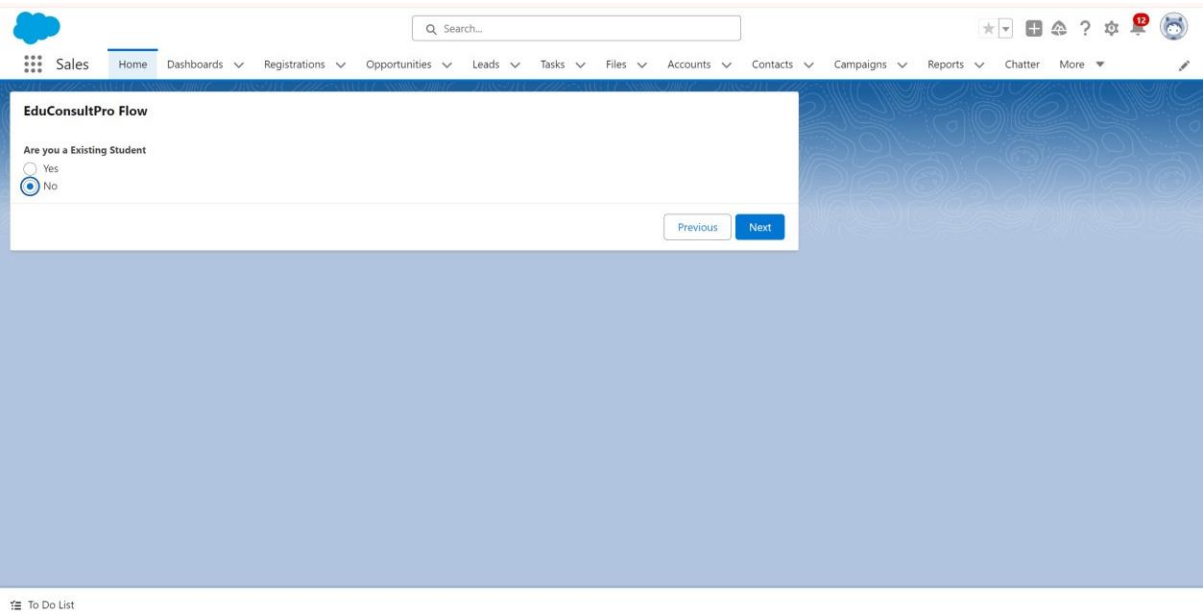 Search...
12
Sales Home Dashboards Registrations Opportunities Leads Tasks Files Accounts Contacts Campaigns Reports Chatter More
EduConsultPro Flow
Are you a Existing Student
Yes
No
Previous Next
To Do List